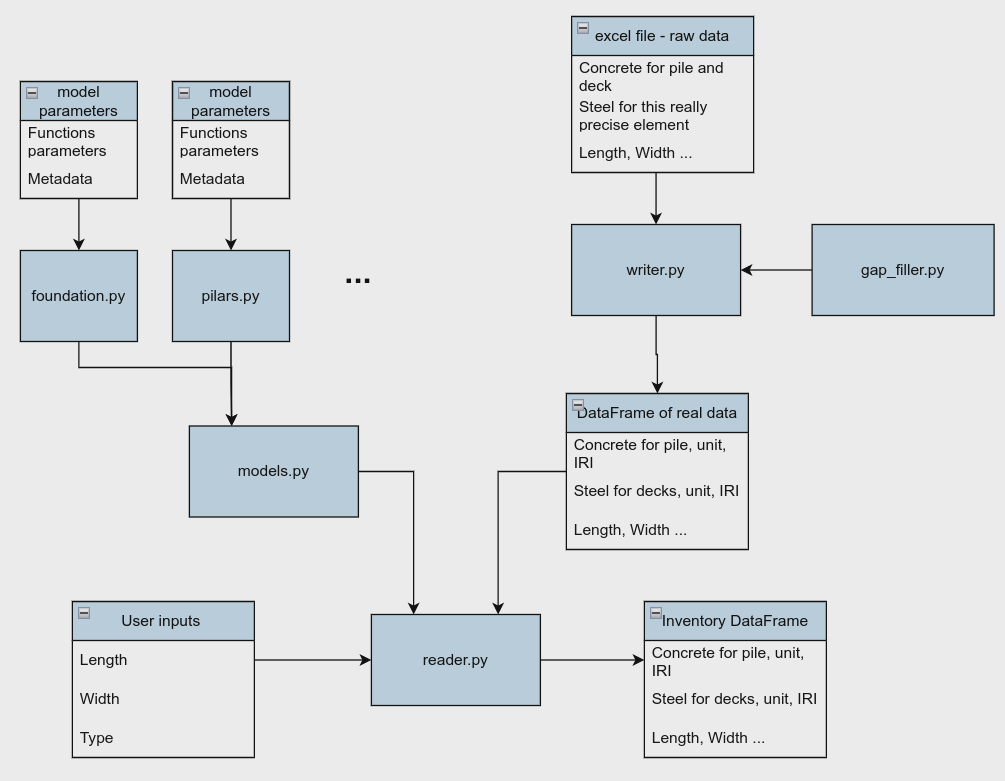 excel file - raw data
Concrete for pile and
deck
Steel for this really
precise element
Length, Width ...
model
parameters
Functions
parameters
Metadata
model
parameters
Functions
parameters
Metadata
foundation.py
pilars.py
...
writer.py
gap_filler.py
DataFrame of real data
Concrete for pile, unit,
IRI
Steel for decks, unit, IRI
Length, Width ...
models.py
User inputs
Length
Width
Type
reader.py
Inventory DataFrame
Concrete for pile, unit,
IRI
Steel for decks, unit, IRI
Length, Width ...